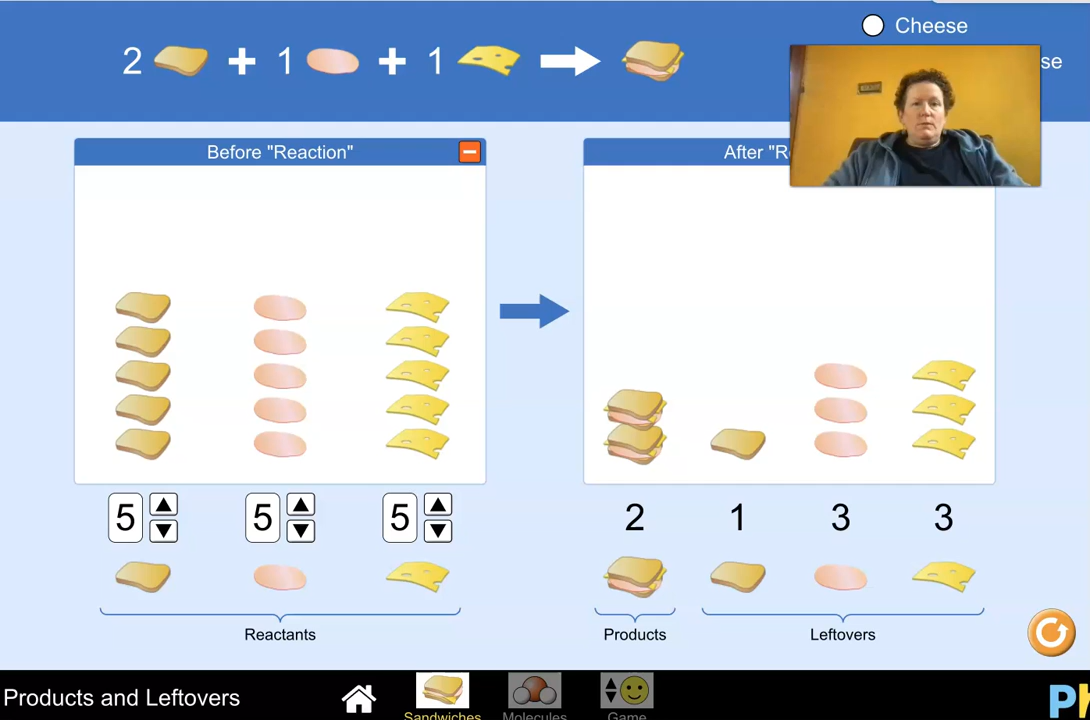 Cheese
2 + 1 + 1
se
Before "Reaction"
After "R
5 5 5 2 1 3 3
Reactants Products Leftovers
Products and Leftovers
Sandwiches Molecules Game
PH